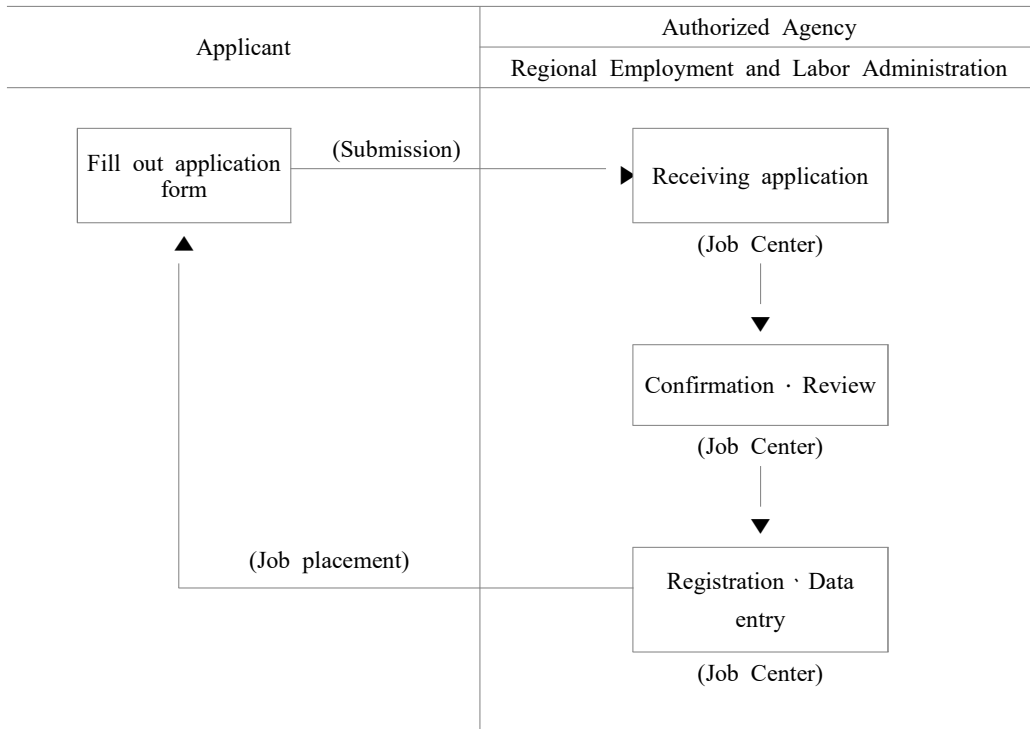 Applicant
Authorized Agency
Regional Employment and Labor Administration
Fill out application
form
(Submission)
Receiving application
(Job Center)
Confirmation · Review
(Job Center)
(Job placement)
Registration、Data
entry
(Job Center)